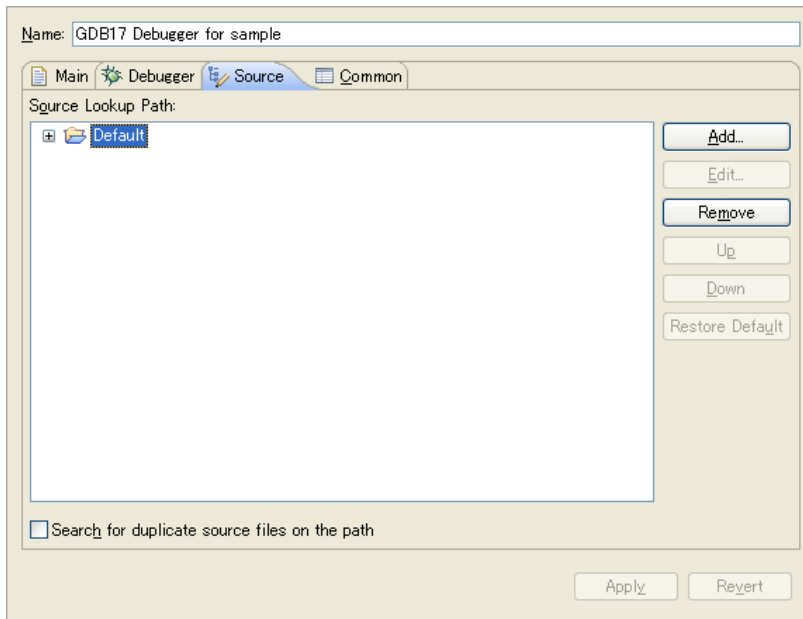 Name: GDB17 Debugger for sample
Main Debugger Source Common
Source Lookup Path:
Default
Add...
Edit...
Remove
Up
Down
Restore Default
Search for duplicate source files on the path
Apply Revert